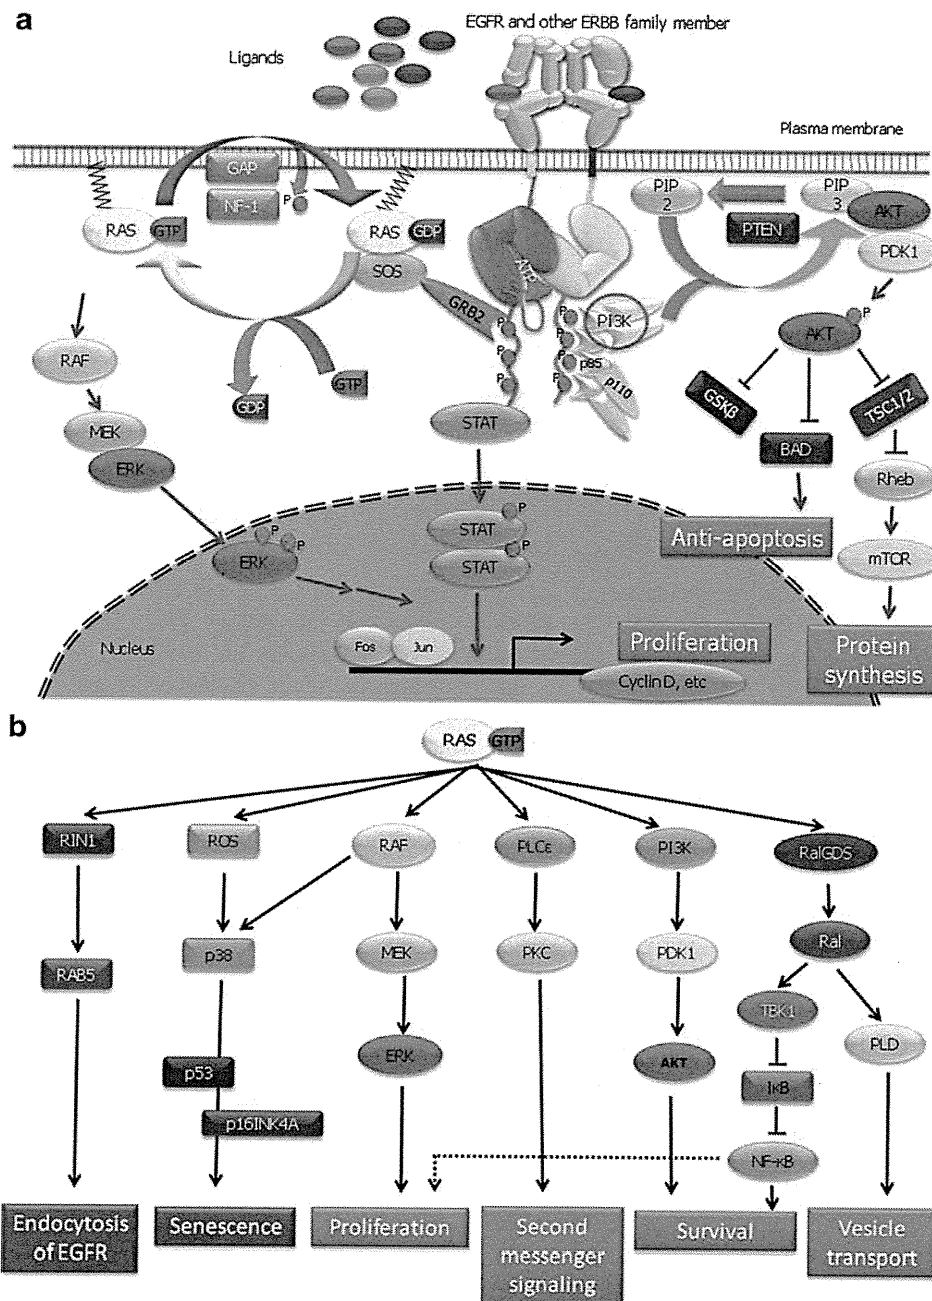 a
EGFR and other ERBB family member
Ligands
Plasma membrane
GAP
NF-1
P
RAS
GTP
RAS
GDP
SOS
GRB2
ATP
PIP
2
PIP
3
AKT
PTEN
PDK1
RAF
GDP
GTP
P
P
P
P
P
P
PI3K
p85
p110
AKT
P
GSKβ
TSC1/2
MEK
ERK
STAT
BAD
Rheb
Anti-apoptosis
mTOR
P
P
ERK
STAT
P
STAT
P
Nucleus
Fos
Jun
Proliferation
Cyclin D, etc
Protein
synthesis
b
RAS
GTP
RIN1
ROS
RAF
PLCε
PI3K
RalGDS
RAB5
p38
MEK
PKC
PDK1
Ral
TBK1
p53
ERK
AKT
PLD
IκB
p16INK4A
NF-κB
Endocytosis
of EGFR
Senescence
Proliferation
Second
messenger
signaling
Survival
Vesicle
transport